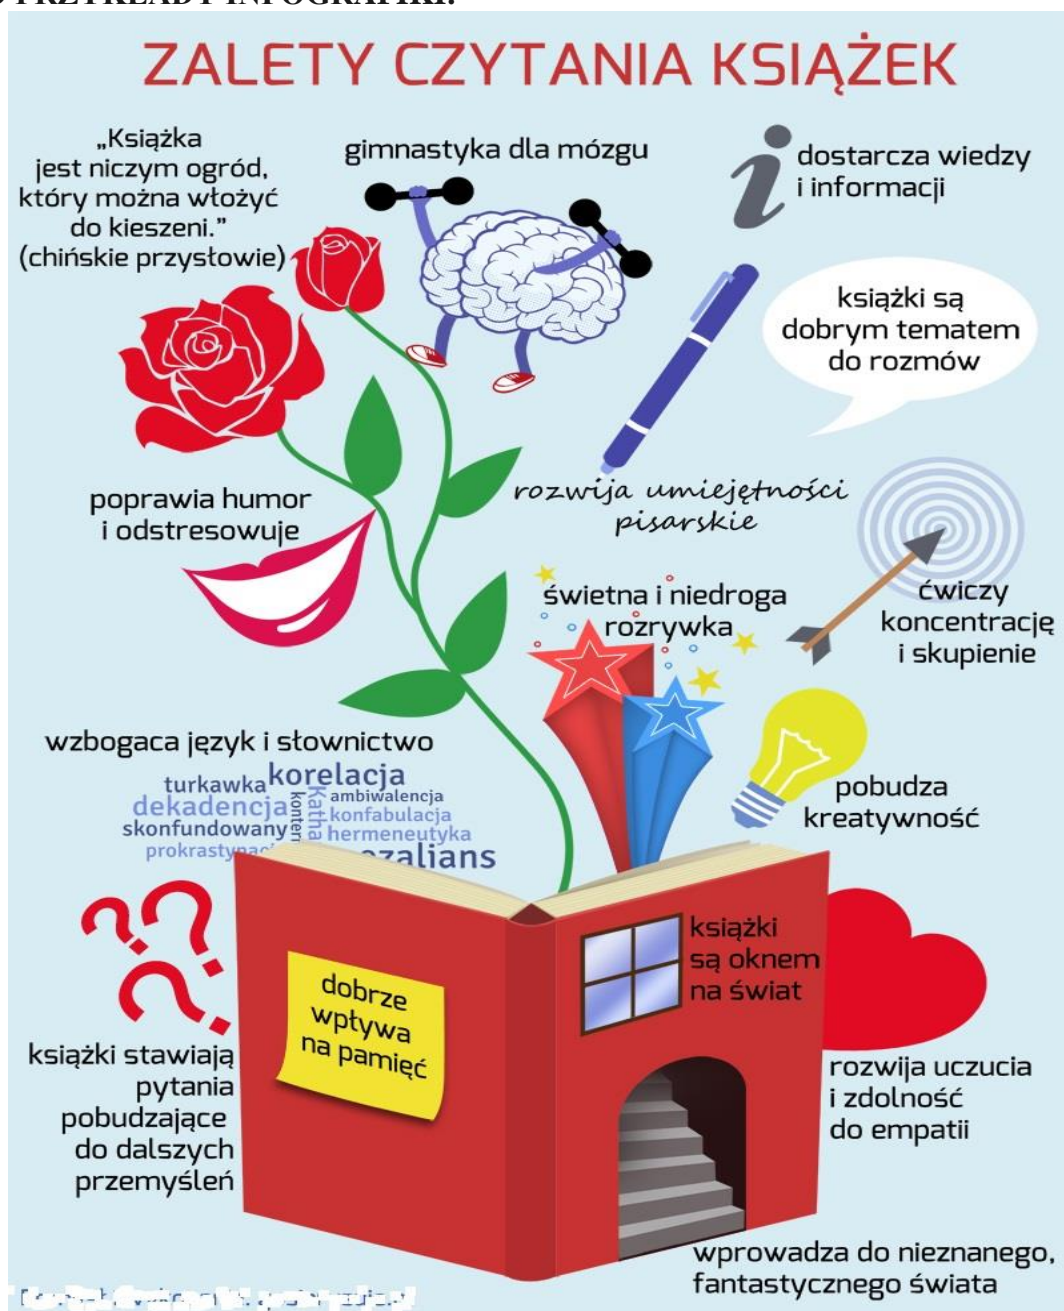 PRZYKŁADY INFOGRAFIKI:
ZALETY CZYTANIA KSIĄŻEK
„Książka
jest niczym ogród,
który można włożyć
do kieszeni.”
(chińskie przysłowie)
gimnastyka dla mózgu
dostarcza wiedzy
i informacji
książki są
dobrym tematem
do rozmów
rozwija umiejętności
pisarskie
poprawia humor
i odstresowuje
świetna i niedroga
rozrywka
ćwiczy
koncentrację
i skupienie
wzbogaca język i słownictwo
turkawka
korelacja
dekadencja
ambiwalencja
konfabulacja
skonfundowany
hermeneutyka
pobudza
kreatywność
książki
są oknem
na świat
dobrze
wpływa
na pamięć
książki stawiają
pytania
pobudzające
do dalszych
przemyśleń
rozwija uczucia
i zdolność
do empatii
wprowadza do nieznanego,
fantastycznego świata